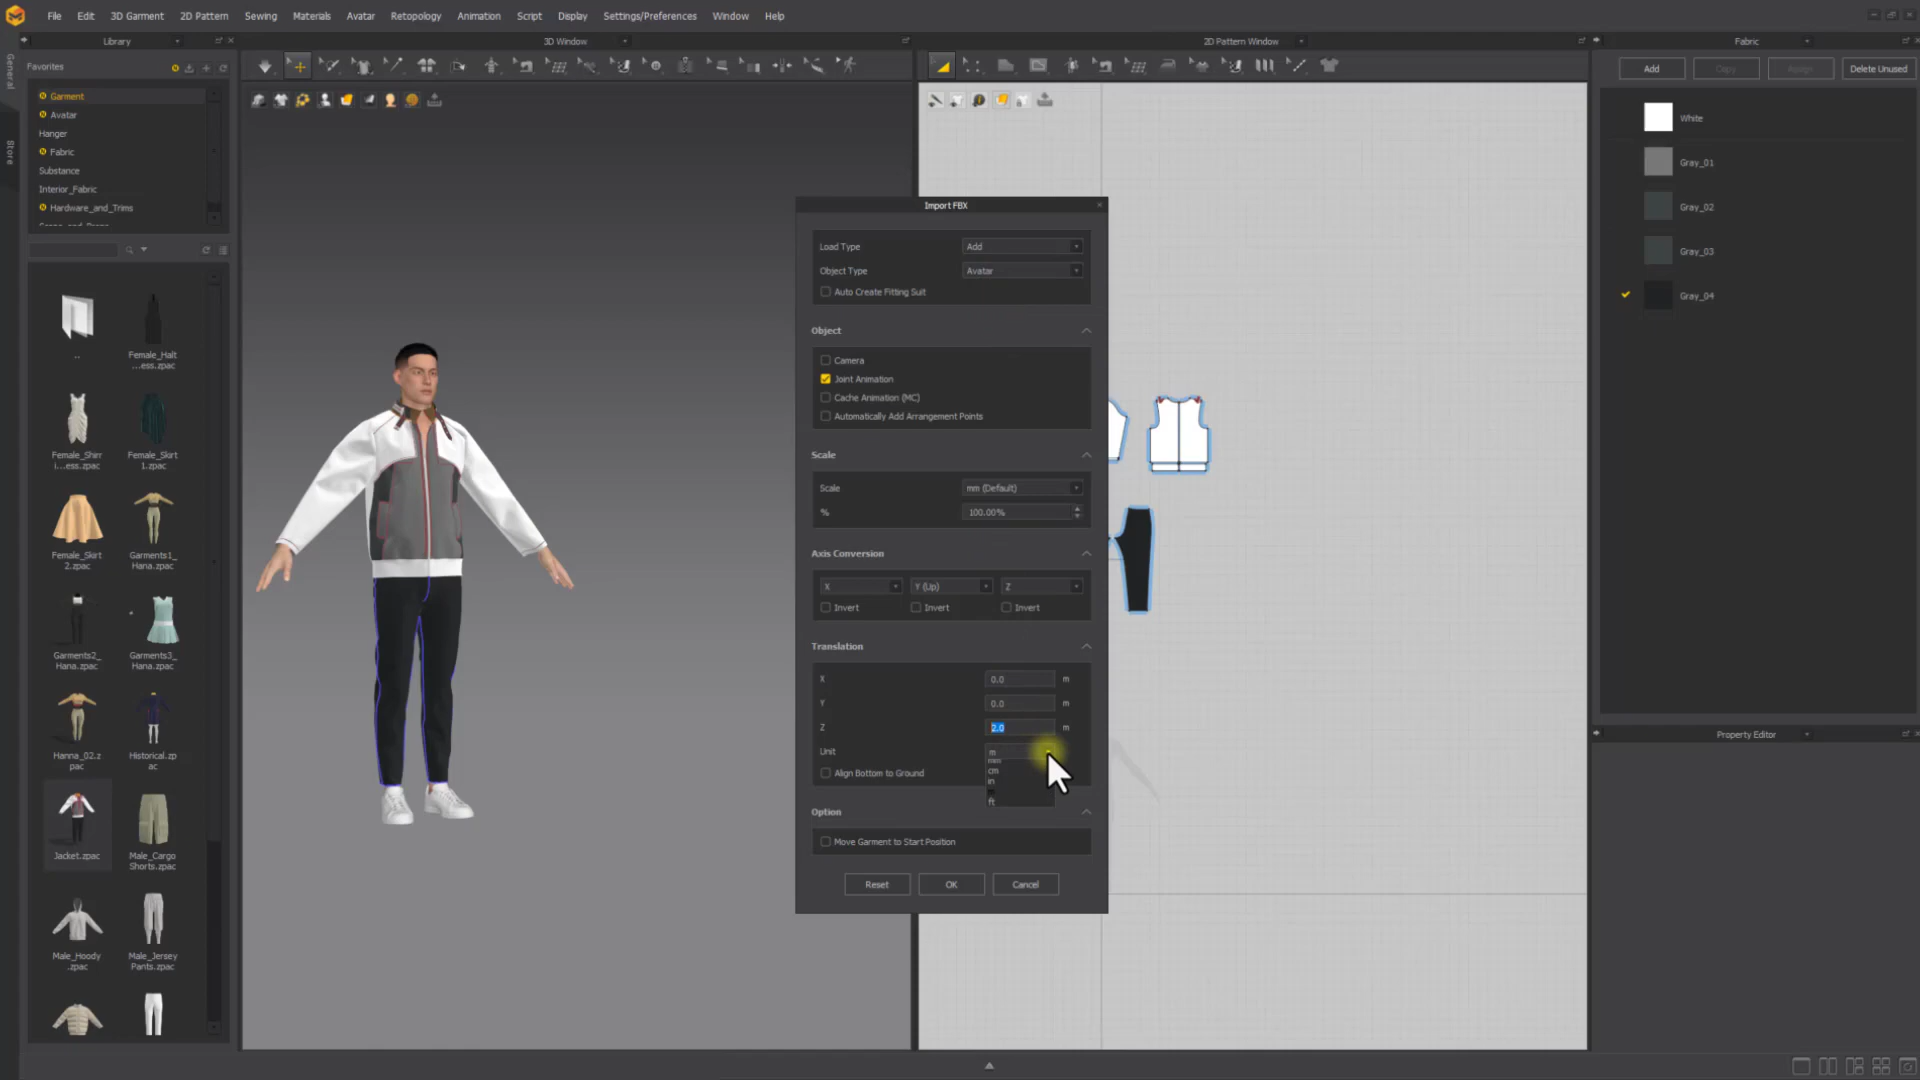 File Edit 3D Garment 2D Pattern Sewing Materials Avatar Retopology Animation Script Display Settings/Preferences Window Help
Library
3D Window
2D Pattern Window
Fabric
General
Store
Favorites
Garment
Avatar
Hanger
Fabric
Substance
Interior_Fabric
Hardware_and_Trims
..
Female_Halt
...ess.zpac
Female_Shirr
i...ess.zpac
Female_Skirt
1.zpac
Female_Skirt
2.zpac
Garments1_
Hana.zpac
Garments2_
Hana.zpac
Garments3_
Hana.zpac
Hanna_02.z
pac
Historical.zp
ac
Jacket.zpac
Male_Cargo
Shorts.zpac
Male_Hoody
.zpac
Male_Jersey
Pants.zpac
Import FBX
Load Type Add
Object Type Avatar
Auto Create Fitting Suit
Object
Camera
Joint Animation
Cache Animation (MC)
Automatically Add Arrangement Points
Scale
Scale mm (Default)
% 100.00%
Axis Conversion
X Y (Up) Z
Invert Invert Invert
Translation
X 0.0 m
Y 0.0 m
Z 2.0 m
Unit m
mm
cm
in
ft
Align Bottom to Ground
Option
Move Garment to Start Position
Reset OK Cancel
Add Copy Assign Delete Unused
White
Gray_01
Gray_02
Gray_03
Gray_04
Property Editor